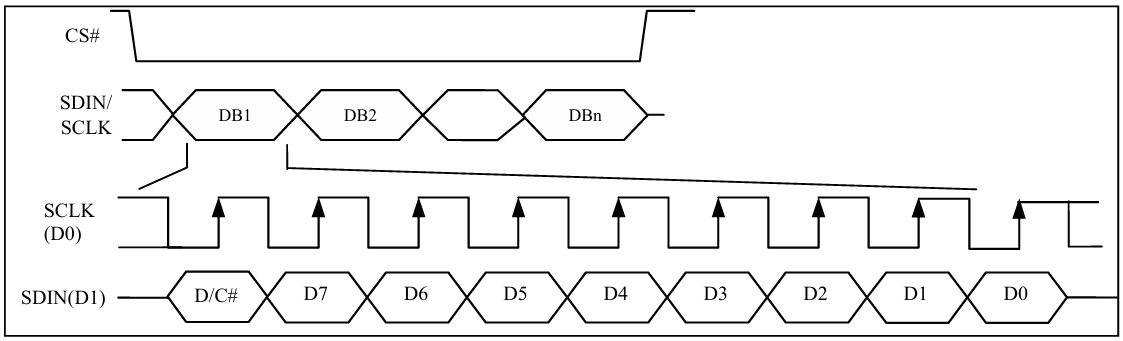 CS#
SDIN/
SCLK
DB1 DB2 DBn
SCLK
(D0)
SDIN(D1) D/C# D7 D6 D5 D4 D3 D2 D1 D0